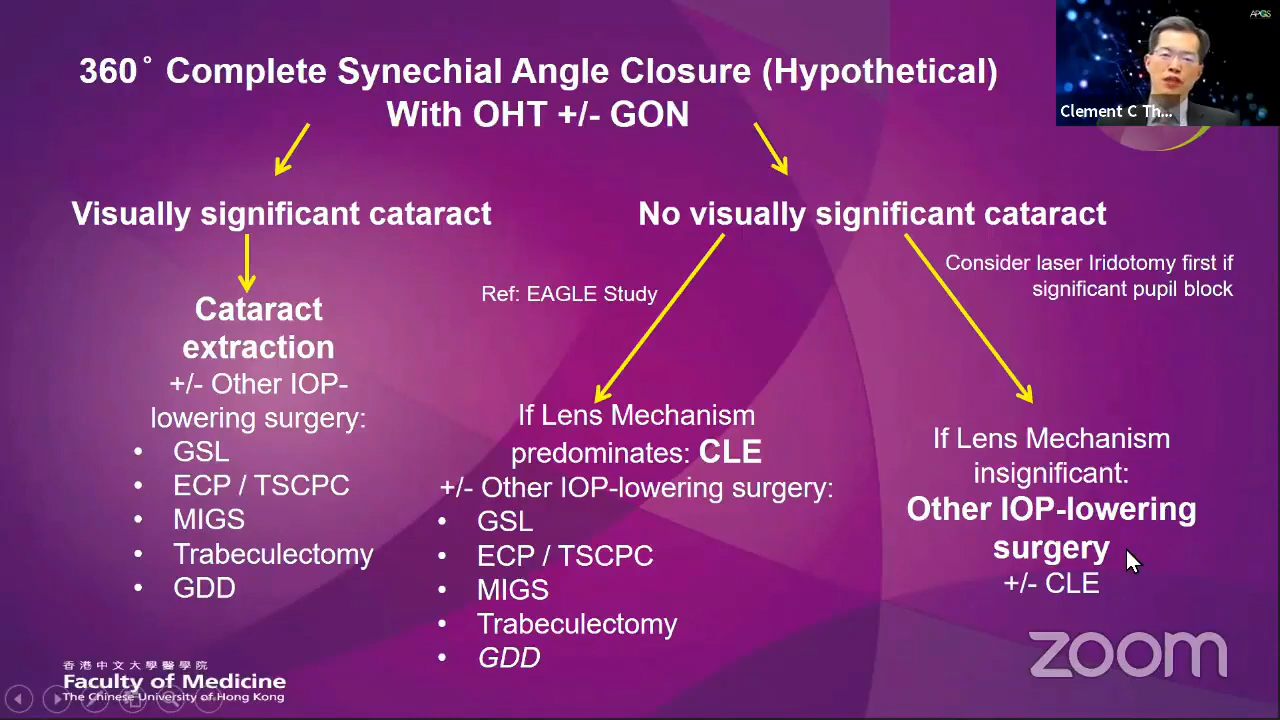 360° Complete Synechial Angle Closure (Hypothetical)
With OHT +/- GON
APGS
Clement C Th...
Visually significant cataract
No visually significant cataract
Consider laser Iridotomy first if
significant pupil block
Ref: EAGLE Study
Cataract
extraction
+/- Other IOP-
lowering surgery:
• GSL
• ECP / TSCPC
• MIGS
• Trabeculectomy
• GDD
If Lens Mechanism
predominates: CLE
+/- Other IOP-lowering surgery:
• GSL
• ECP / TSCPC
• MIGS
• Trabeculectomy
• GDD
If Lens Mechanism
insignificant:
Other IOP-lowering
surgery
+/- CLE
香港中文大學醫學院
Faculty of Medicine
The Chinese University of Hong Kong
zoom